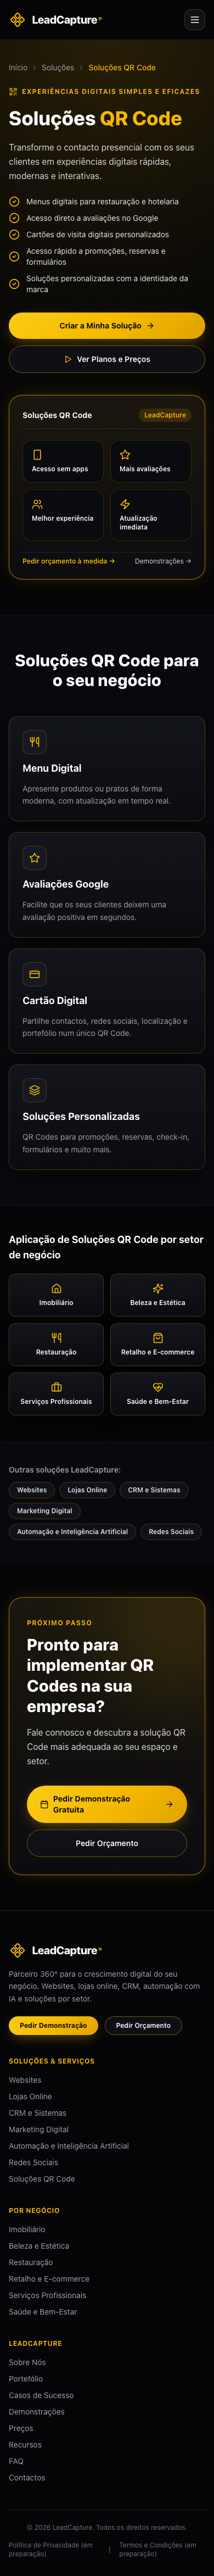 LeadCapture®
Início > Soluções > Soluções QR Code
EXPERIÊNCIAS DIGITAIS SIMPLES E EFICAZES
Soluções QR Code
Transforme o contacto presencial com os seus
clientes em experiências digitais rápidas,
modernas e interativas.
Menus digitais para restauração e hotelaria
Acesso direto a avaliações no Google
Cartões de visita digitais personalizados
Acesso rápido a promoções, reservas e
formulários
Soluções personalizadas com a identidade da
marca
Criar a Minha Solução →
Ver Planos e Preços
Soluções QR Code
LeadCapture
Acesso sem apps
Mais avaliações
Melhor experiência
Atualização
imediata
Pedir orçamento à medida →
Demonstrações →
Soluções QR Code para
o seu negócio
Menu Digital
Apresente produtos ou pratos de forma
moderna, com atualização em tempo real.
Avaliações Google
Facilite que os seus clientes deixem uma
avaliação positiva em segundos.
Cartão Digital
Partilhe contactos, redes sociais, localização e
portefólio num único QR Code.
Soluções Personalizadas
QR Codes para promoções, reservas, check-in,
formulários e muito mais.
Aplicação de Soluções QR Code por setor
de negócio
Imobiliário
Beleza e Estética
Restauração
Retalho e E-commerce
Serviços Profissionais
Saúde e Bem-Estar
Outras soluções LeadCapture:
Websites
Lojas Online
CRM e Sistemas
Marketing Digital
Automação e Inteligência Artificial
Redes Sociais
PRÓXIMO PASSO
Pronto para
implementar QR
Codes na sua
empresa?
Fale connosco e descubra a solução QR
Code mais adequada ao seu espaço e
setor.
Pedir Demonstração
Gratuita →
Pedir Orçamento
LeadCapture®
Parceiro 360° para o crescimento digital do seu
negócio. Websites, lojas online, CRM, automação com
IA e soluções por setor.
Pedir Demonstração
Pedir Orçamento
SOLUÇÕES & SERVIÇOS
Websites
Lojas Online
CRM e Sistemas
Marketing Digital
Automação e Inteligência Artificial
Redes Sociais
Soluções QR Code
POR NEGÓCIO
Imobiliário
Beleza e Estética
Restauração
Retalho e E-commerce
Serviços Profissionais
Saúde e Bem-Estar
LEADCAPTURE
Sobre Nós
Portefólio
Casos de Sucesso
Demonstrações
Preços
Recursos
FAQ
Contactos
© 2026 LeadCapture. Todos os direitos reservados.
Política de Privacidade (em
preparação)
|
Termos e Condições (em
preparação)